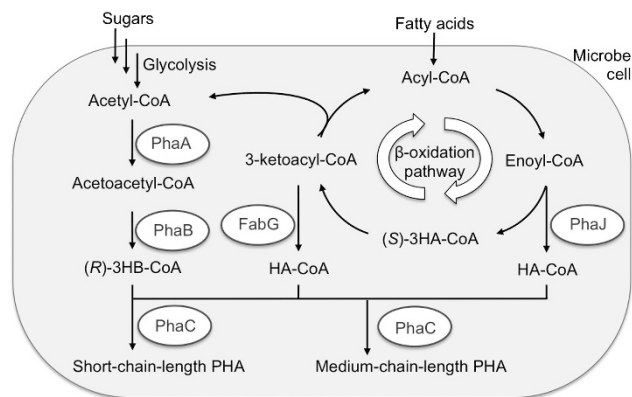 Sugars
Fatty acids
Microbe
cell
Glycolysis
Acyl-CoA
Acetyl-CoA
PhaA
3-ketoacyl-CoA
β-oxidation
pathway
Enoyl-CoA
Acetoacetyl-CoA
PhaB
FabG
(S)-3HA-CoA
PhaJ
(R)-3HB-CoA
HA-CoA
HA-CoA
PhaC
PhaC
Short-chain-length PHA
Medium-chain-length PHA